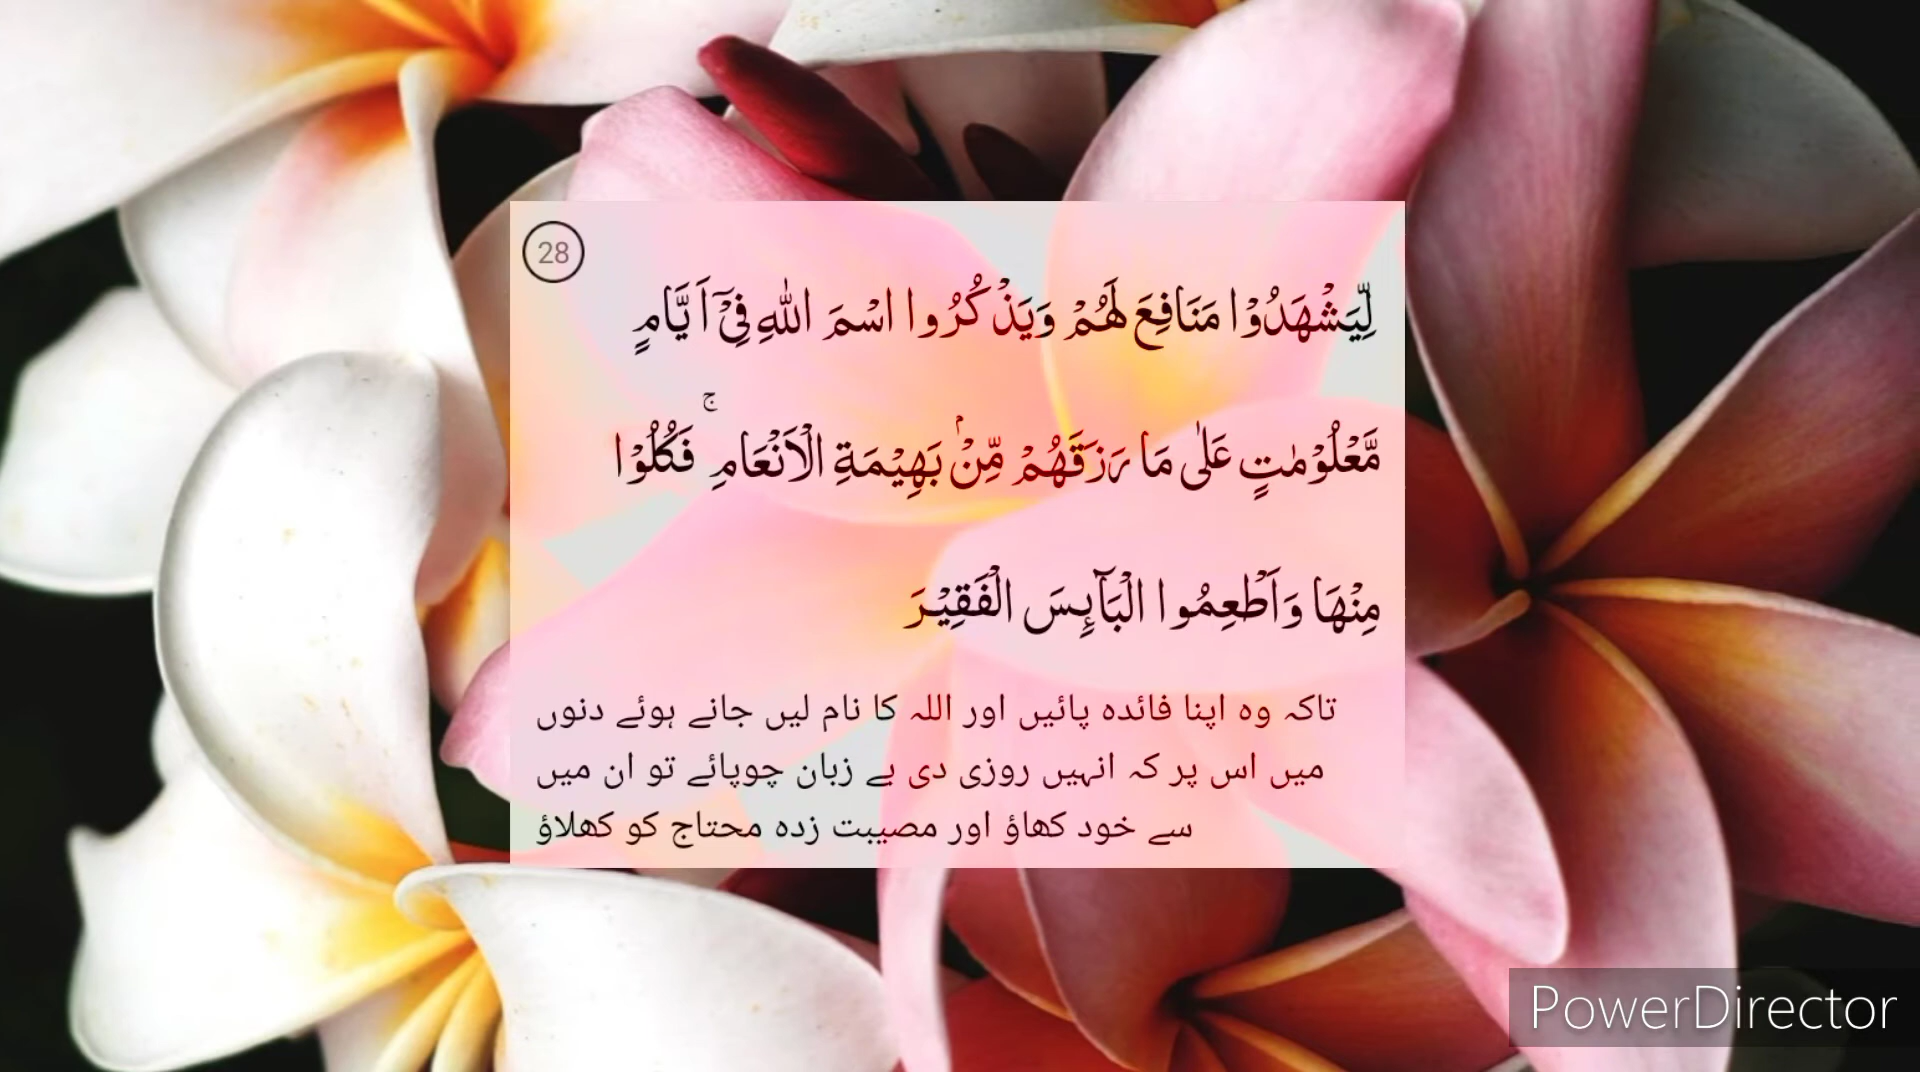 28
لِّيَشْهَدُوْا مَنَافِعَ لَهُمْ وَيَذْكُرُوا اسْمَ اللّٰهِ فِيْۤ اَيَّامٍ
مَّعْلُوْمٰتٍ عَلٰى مَا رَزَقَهُمْ مِّنْۢ بَهِيْمَةِ الْاَنْعَامِ ۚ فَكُلُوْا
مِنْهَا وَاَطْعِمُوا الْبَآئِسَ الْفَقِيْرَ
تاکہ وہ اپنا فائدہ پائیں اور اللہ کا نام لیں جانے ہوئے دنوں
میں اس پر کہ انہیں روزی دی بے زبان چوپائے تو ان میں
سے خود کھاؤ اور مصیبت زدہ محتاج کو کھلاؤ
PowerDirector